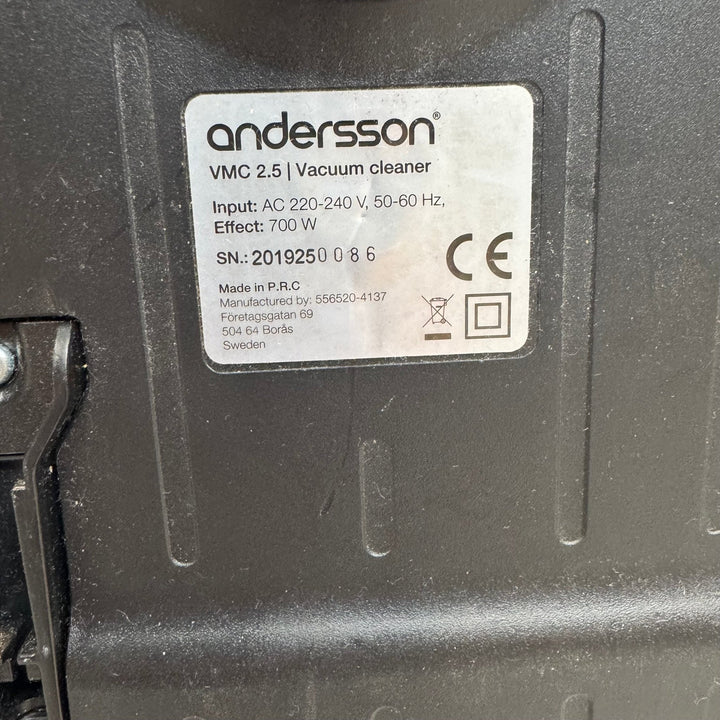 andersson®
VMC 2.5 | Vacuum cleaner
Input: AC 220-240 V, 50-60 Hz,
Effect: 700 W
SN.: 2019250086
Made in P.R.C
Manufactured by: 556520-4137
Företagsgatan 69
504 64 Borås
Sweden
CE